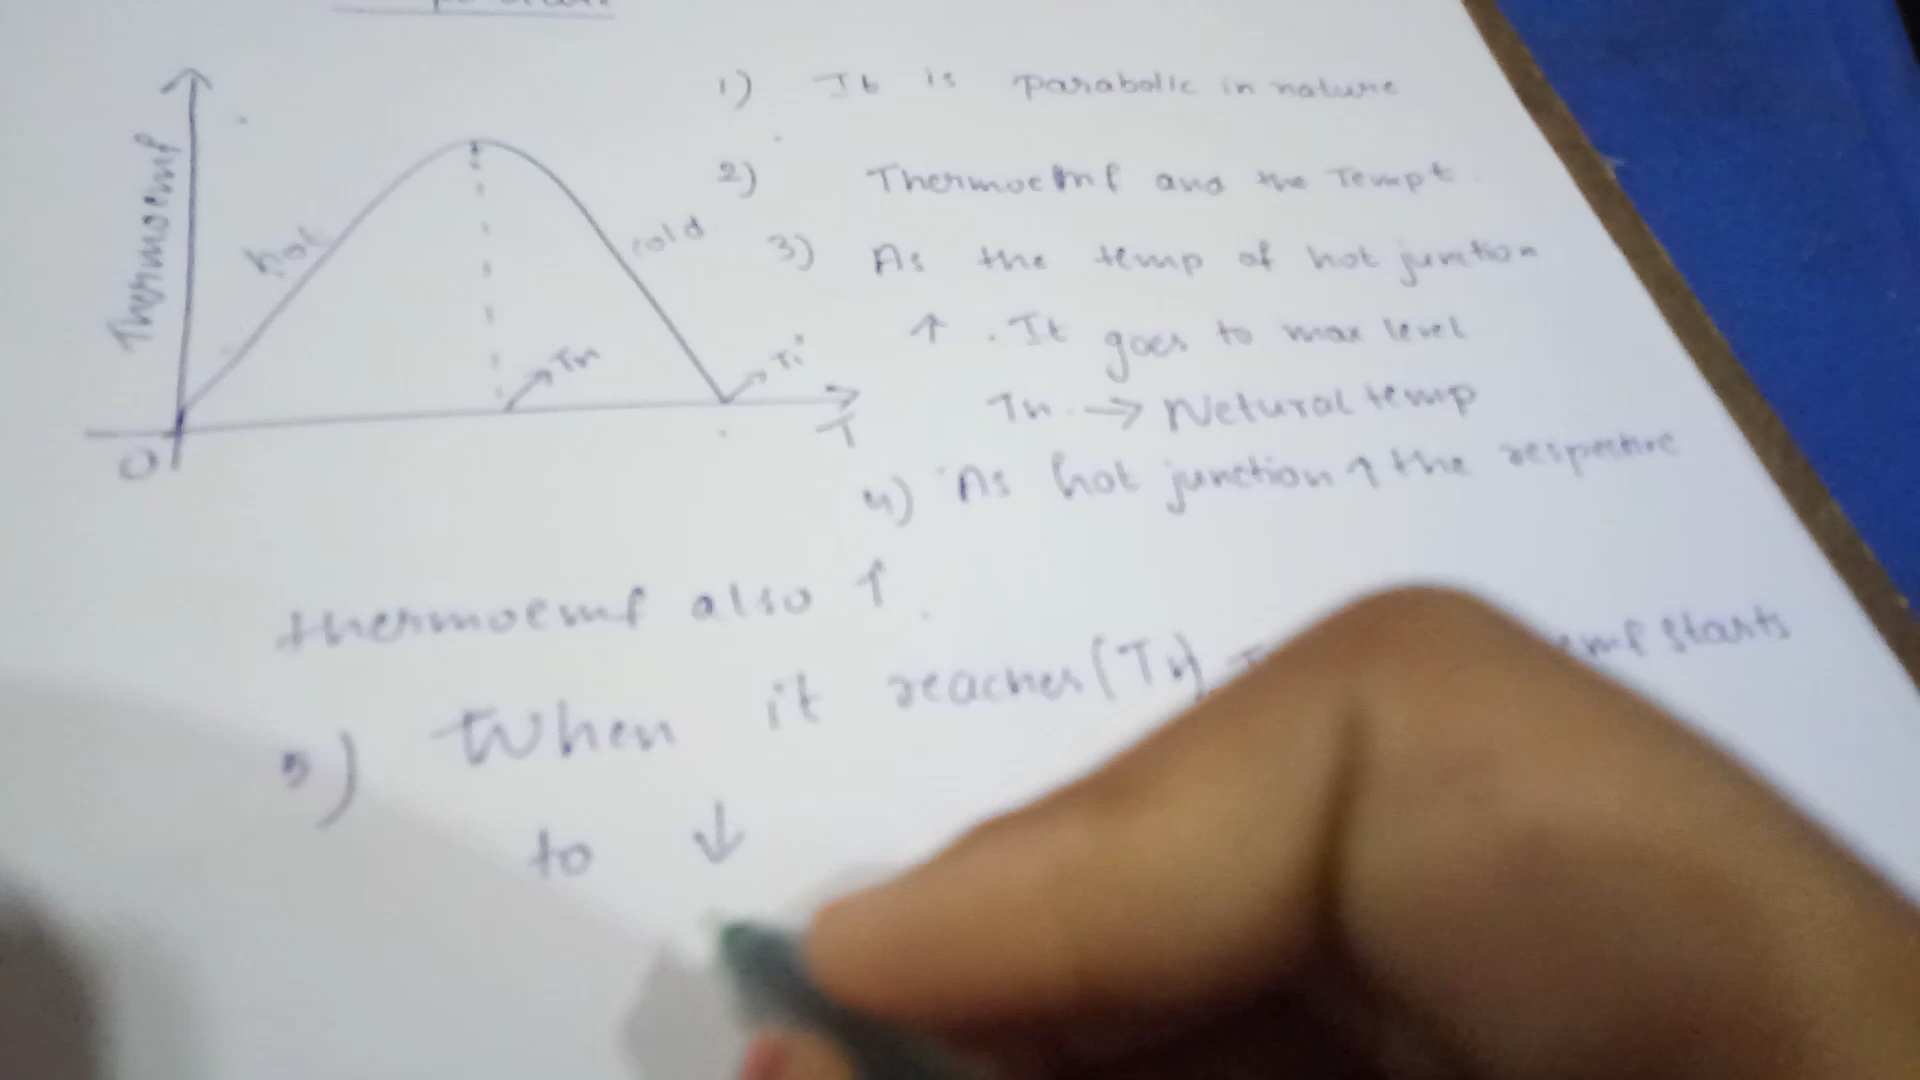 Thermoemf
hot
cold
Tn
Ti
T
O
1) It is parabolic in nature
2) Thermoemf and the Tempt.
3) As the temp of hot junction
↑ . It goes to max level
Tn → Netural temp
4) As hot junction ↑ the respective
thermoemf also ↑.
5) When it reaches (Tn) emf starts
to ↓